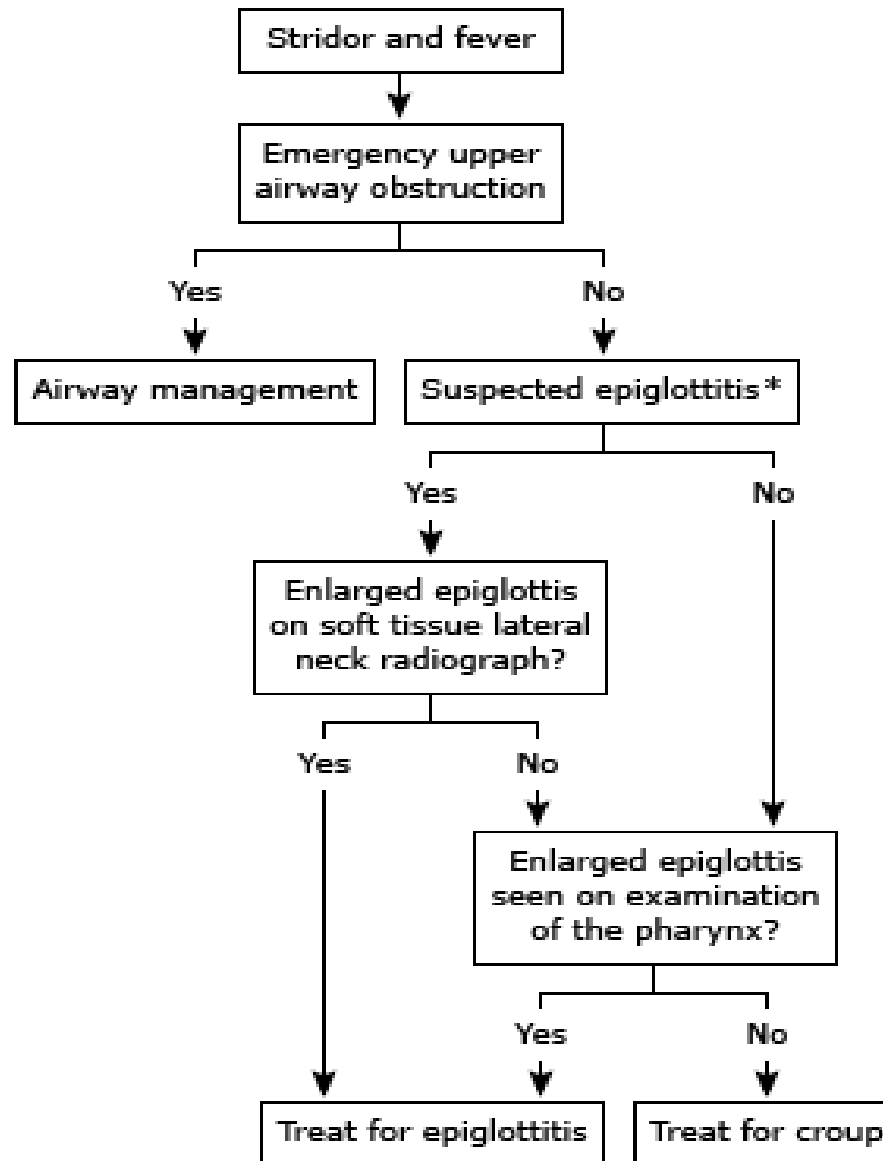 Stridor and fever
Emergency upper
airway obstruction
Yes
No
Airway management
Suspected epiglottitis*
Yes
No
Enlarged epiglottis
on soft tissue lateral
neck radiograph?
Yes
No
Enlarged epiglottis
seen on examination
of the pharynx?
Yes
No
Treat for epiglottitis
Treat for croup